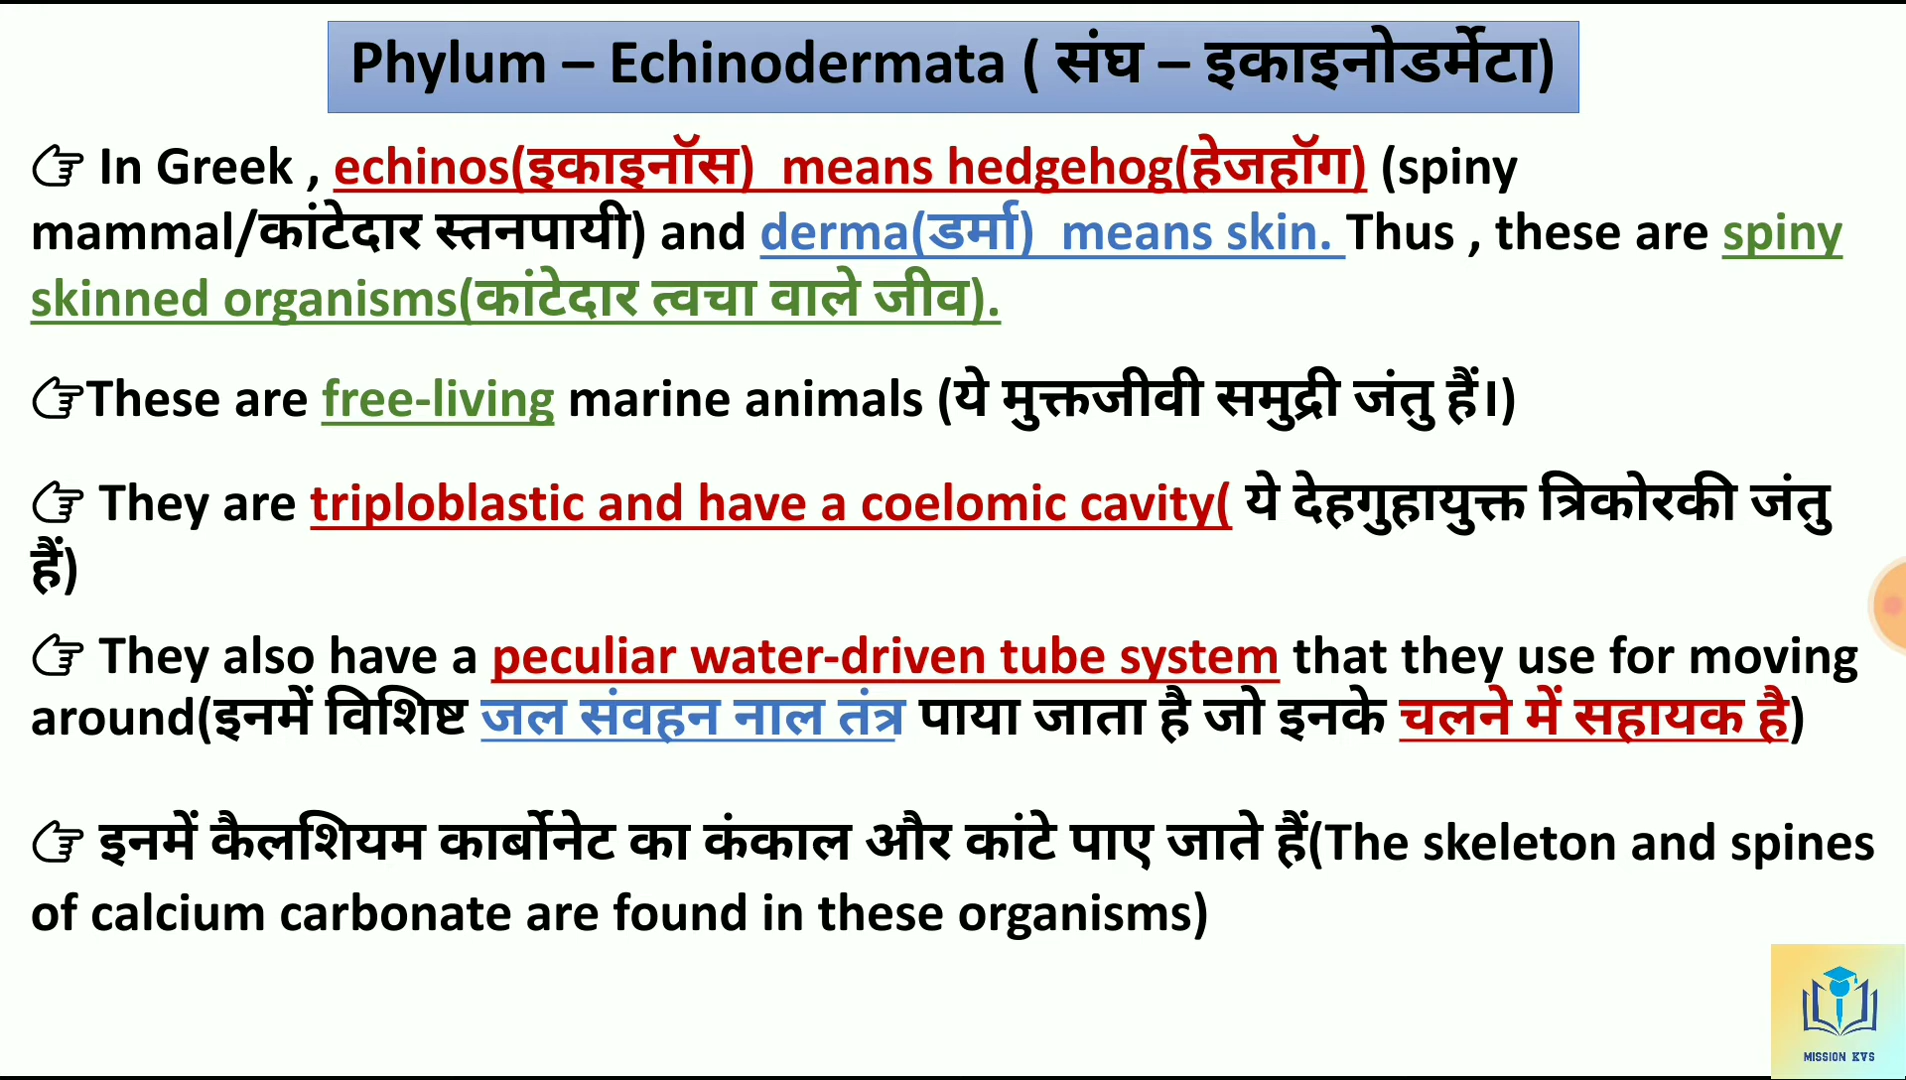 Phylum – Echinodermata ( संघ – इकाइनोडर्मेटा)
👉 In Greek , echinos(इकाइनॉस) means hedgehog(हेजहॉग) (spiny
mammal/कांटेदार स्तनपायी) and derma(डर्मा) means skin. Thus , these are spiny
skinned organisms(कांटेदार त्वचा वाले जीव).
👉These are free-living marine animals (ये मुक्तजीवी समुद्री जंतु हैं।)
👉 They are triploblastic and have a coelomic cavity( ये देहगुहायुक्त त्रिकोरकी जंतु
हैं)
👉 They also have a peculiar water-driven tube system that they use for moving
around(इनमें विशिष्ट जल संवहन नाल तंत्र पाया जाता है जो इनके चलने में सहायक है)
👉 इनमें कैलशियम कार्बोनेट का कंकाल और कांटे पाए जाते हैं(The skeleton and spines
of calcium carbonate are found in these organisms)
MISSION KVS